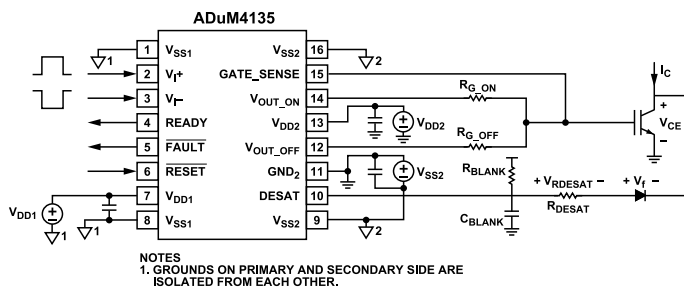 ADuM4135
1 VSS1
VSS2 16
2 VI+
GATE_SENSE 15
3 VI–
VOUT_ON 14
4 READY
VDD2 13
5 FAULT
VOUT_OFF 12
6 RESET
GND2 11
7 VDD1
DESAT 10
8 VSS1
VSS2 9
1
2
RG_ON
IC
+
VCE
–
+
–
VDD2
RG_OFF
+
–
VSS2
RBLANK
+ VRDESAT –
+ Vf –
RDESAT
CBLANK
VDD1
+
–
1
1
2
NOTES
1. GROUNDS ON PRIMARY AND SECONDARY SIDE ARE
ISOLATED FROM EACH OTHER.